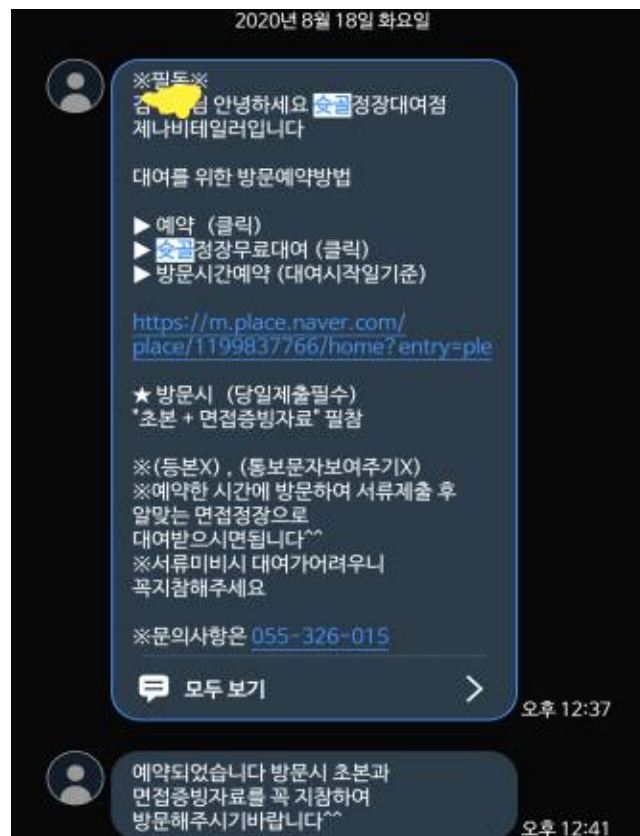 2020년 8월 18일 화요일
※필독※
김 님 안녕하세요 슛골정장대여점
제나비테일러입니다
대여를 위한 방문예약방법
▶ 예약 (클릭)
▶ 슛골정장무료대여 (클릭)
▶ 방문시간예약 (대여시작일기준)
https://m.place.naver.com/
place/1199837766/home?entry=ple
★ 방문시 (당일제출필수)
"초본 + 면접증빙자료" 필참
※(등본X) , (통보문자보여주기X)
※예약한 시간에 방문하여 서류제출 후
알맞는 면접정장으로
대여받으시면됩니다^^
※서류미비시 대여가어려우니
꼭지참해주세요
※문의사항은 055-326-015
모두 보기
오후 12:37
예약되었습니다 방문시 초본과
면접증빙자료를 꼭 지참하여
방문해주시기바랍니다^^
오후 12:41